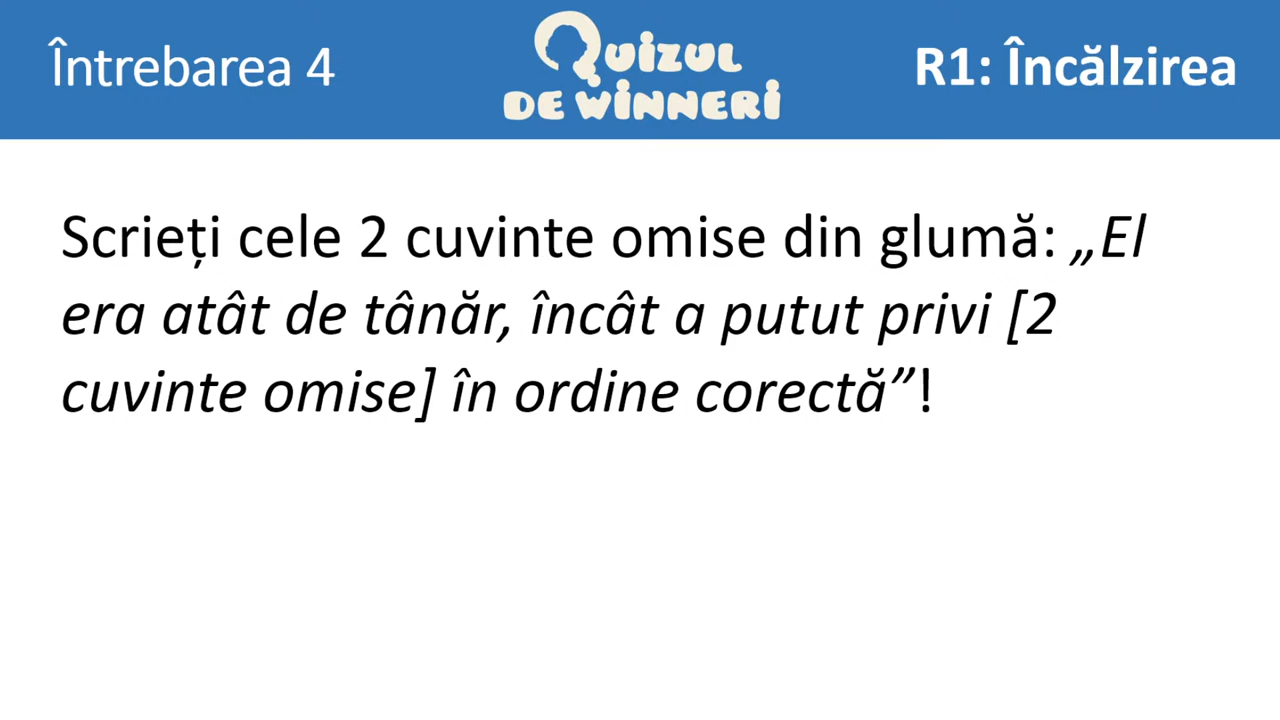 Întrebarea 4
QUIZUL
DE WINNERI
R1: Încălzirea
Scrieți cele 2 cuvinte omise din glumă: „El
era atât de tânăr, încât a putut privi [2
cuvinte omise] în ordine corectă”!